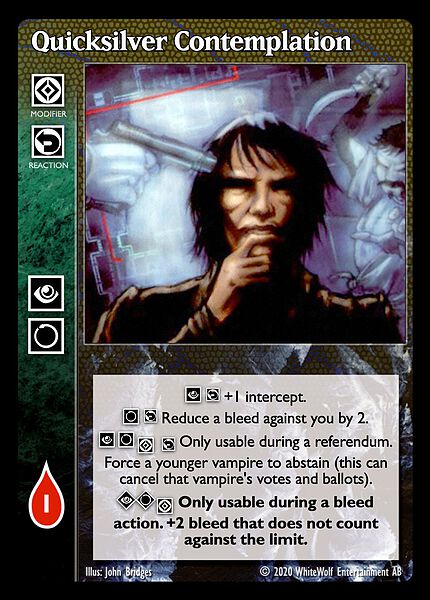 Quicksilver Contemplation
MODIFIER
REACTION
+1 intercept.
Reduce a bleed against you by 2.
Only usable during a referendum.
Force a younger vampire to abstain (this can
cancel that vampire's votes and ballots).
Only usable during a bleed
action. +2 bleed that does not count
against the limit.
1
Illus: John Bridges © 2020 WhiteWolf Entertainment AB